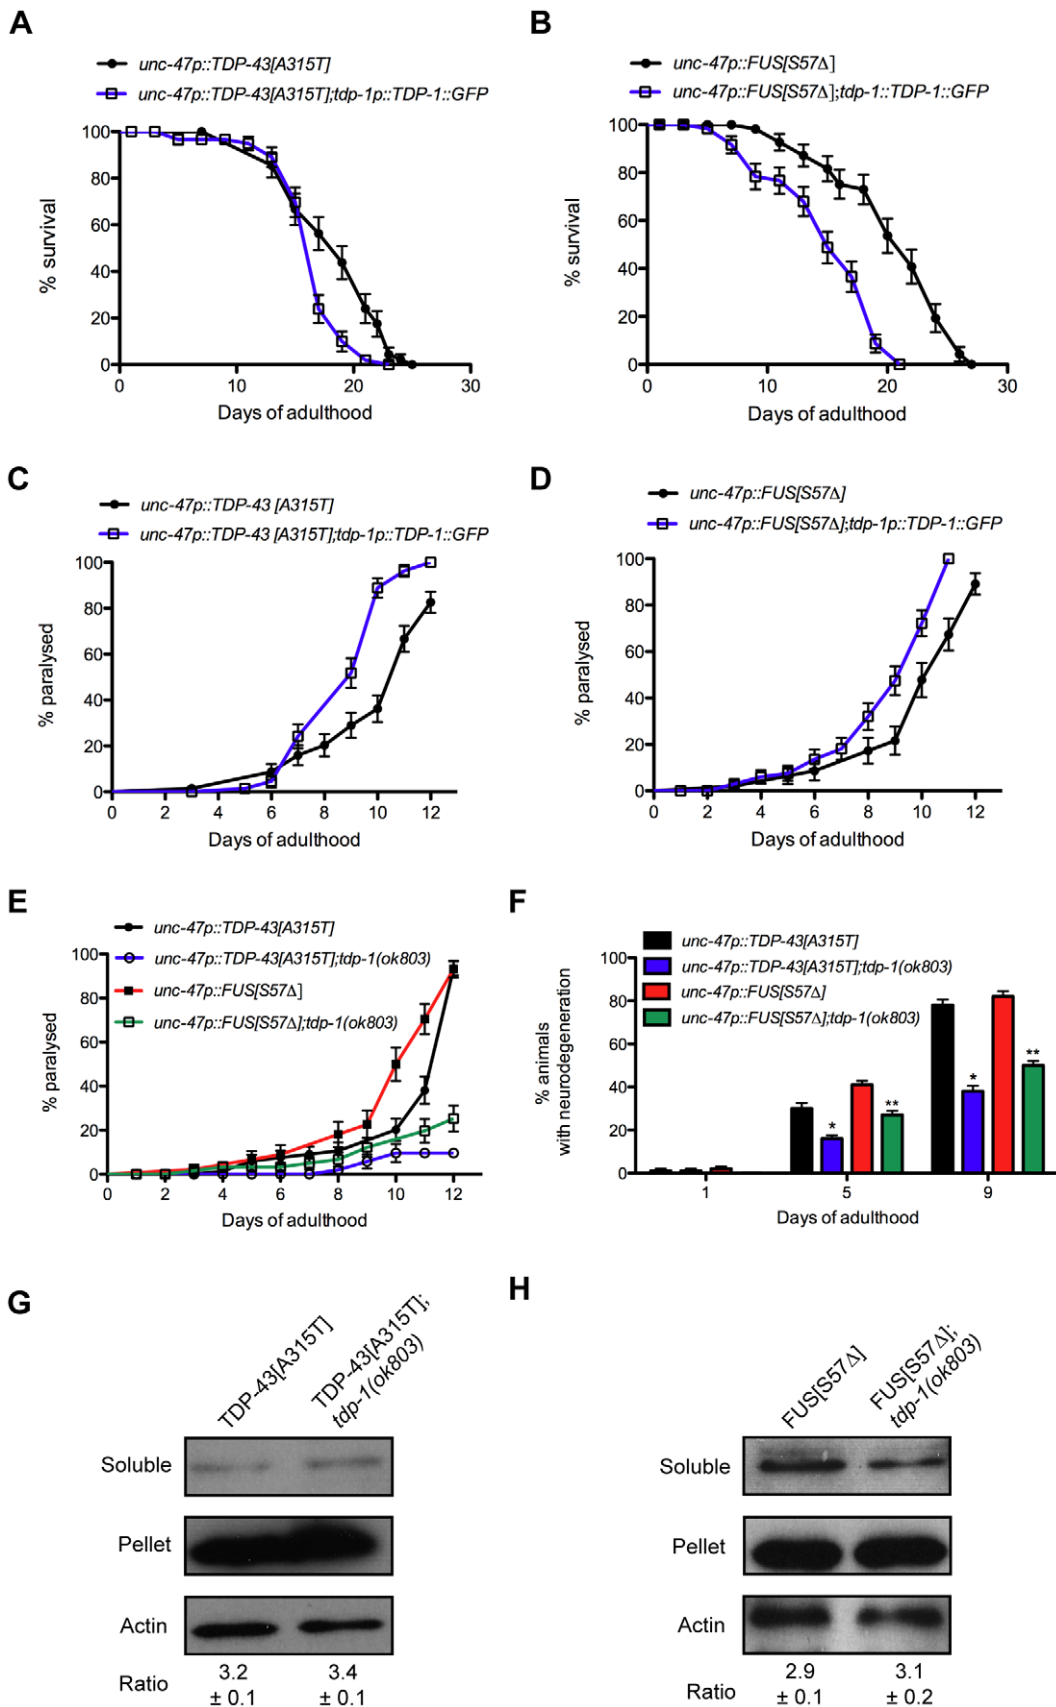 A
unc-47p::TDP-43[A315T]
unc-47p::TDP-43[A315T];tdp-1p::TDP-1::GFP
100
80
60
40
20
0
% survival
0 10 20 30
Days of adulthood
B
unc-47p::FUS[S57Δ]
unc-47p::FUS[S57Δ];tdp-1::TDP-1::GFP
100
80
60
40
20
0
% survival
0 10 20 30
Days of adulthood
C
unc-47p::TDP-43 [A315T]
unc-47p::TDP-43 [A315T];tdp-1p::TDP-1::GFP
100
80
60
40
20
0
% paralysed
0 2 4 6 8 10 12
Days of adulthood
D
unc-47p::FUS[S57Δ]
unc-47p::FUS[S57Δ];tdp-1p::TDP-1::GFP
100
80
60
40
20
0
% paralysed
0 2 4 6 8 10 12
Days of adulthood
E
unc-47p::TDP-43[A315T]
unc-47p::TDP-43[A315T];tdp-1(ok803)
unc-47p::FUS[S57Δ]
unc-47p::FUS[S57Δ];tdp-1(ok803)
100
80
60
40
20
0
% paralysed
0 2 4 6 8 10 12
Days of adulthood
F
unc-47p::TDP-43[A315T]
unc-47p::TDP-43[A315T];tdp-1(ok803)
unc-47p::FUS[S57Δ]
unc-47p::FUS[S57Δ];tdp-1(ok803)
100
80
60
40
20
0
% animals
with neurodegeneration
* ** * **
1 5 9
Days of adulthood
G
TDP-43[A315T]
TDP-43[A315T];
tdp-1(ok803)
Soluble
Pellet
Actin
Ratio
3.2 3.4
± 0.1 ± 0.1
H
FUS[S57Δ]
FUS[S57Δ];
tdp-1(ok803)
Soluble
Pellet
Actin
Ratio
2.9 3.1
± 0.1 ± 0.2